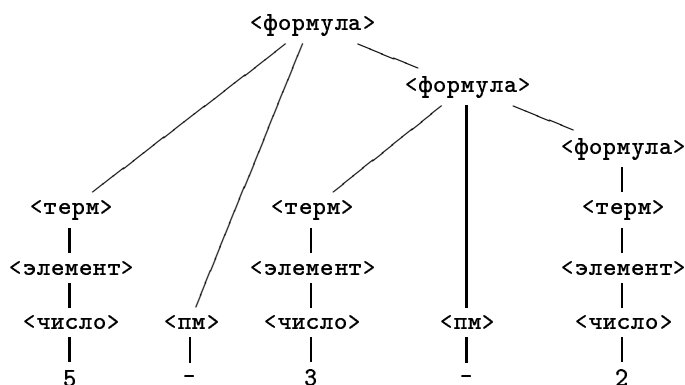 <формула>
<формула>
<формула>
<терм> <терм> <терм>
<элемент> <элемент> <элемент>
<число> <пм> <число> <пм> <число>
5 - 3 - 2